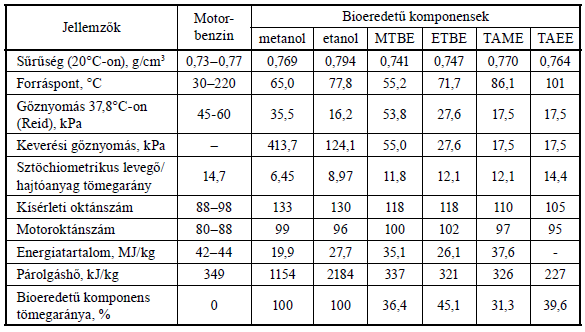 Jellemzők Motor-benzin Bioeredetű komponensek
metanol etanol MTBE ETBE TAME TAEE
Sűrűség (20°C-on), g/cm³ 0,73–0,77 0,769 0,794 0,741 0,747 0,770 0,764
Forráspont, °C 30–220 65,0 77,8 55,2 71,7 86,1 101
Gőznyomás 37,8°C-on
(Reid), kPa 45-60 35,5 16,2 53,8 27,6 17,5 17,5
Keverési gőznyomás, kPa – 413,7 124,1 55,0 27,6 17,5 17,5
Sztöchiometrikus levegő/
hajtóanyag tömegarány 14,7 6,45 8,97 11,8 12,1 12,1 14,4
Kísérleti oktánszám 88–98 133 130 118 118 110 105
Motoroktánszám 80–88 99 96 100 102 97 95
Energiatartalom, MJ/kg 42–44 19,9 27,7 35,1 26,1 37,6 -
Párolgáshő, kJ/kg 349 1154 2184 337 321 326 227
Bioeredetű komponens
tömegaránya, % 0 100 100 36,4 45,1 31,3 39,6